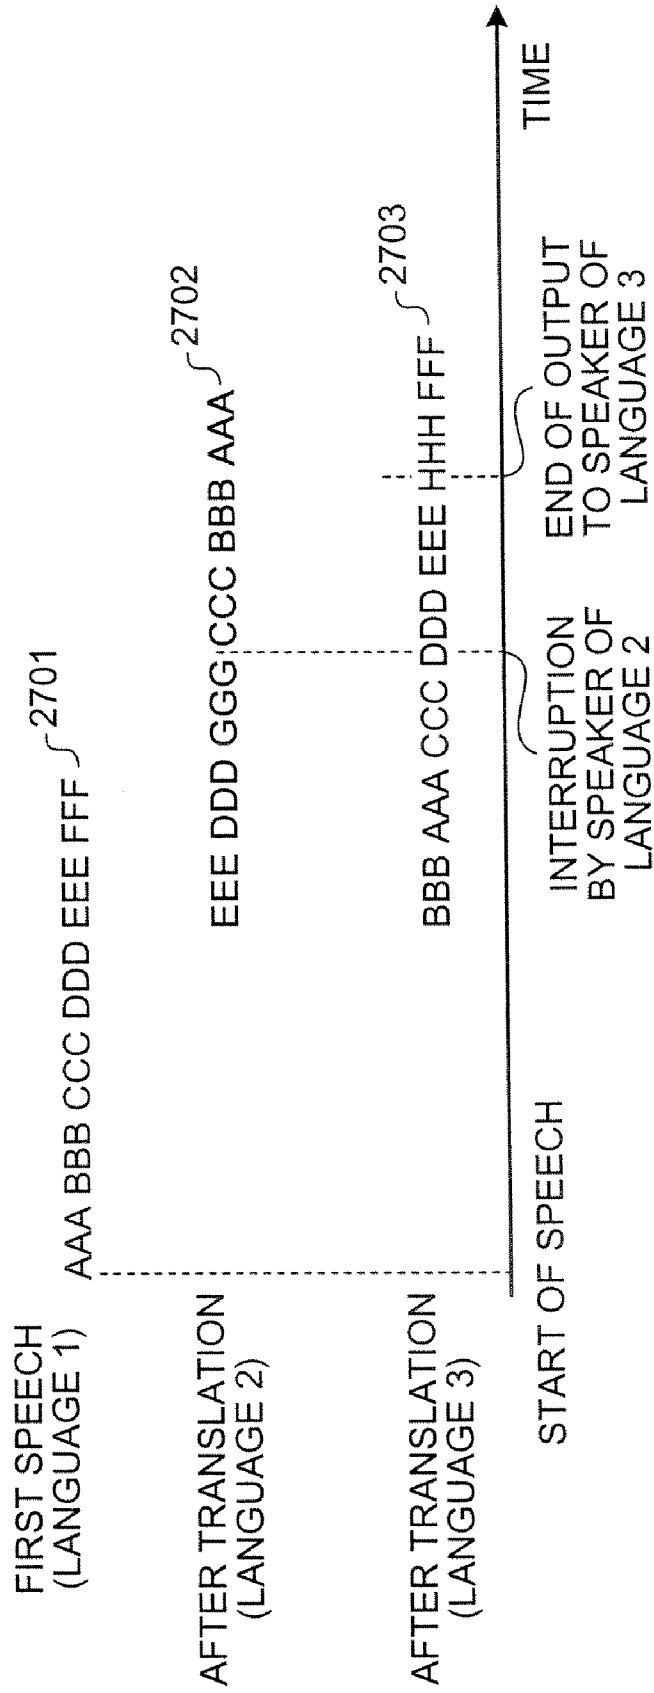 FIRST SPEECH
(LANGUAGE 1)
AAA BBB CCC DDD EEE FFF
2701
AFTER TRANSLATION
(LANGUAGE 2)
EEE DDD GGG CCC BBB AAA
2702
AFTER TRANSLATION
(LANGUAGE 3)
BBB AAA CCC DDD EEE HHH FFF
2703
START OF SPEECH
INTERRUPTION
BY SPEAKER OF
LANGUAGE 2
END OF OUTPUT
TO SPEAKER OF
LANGUAGE 3
TIME